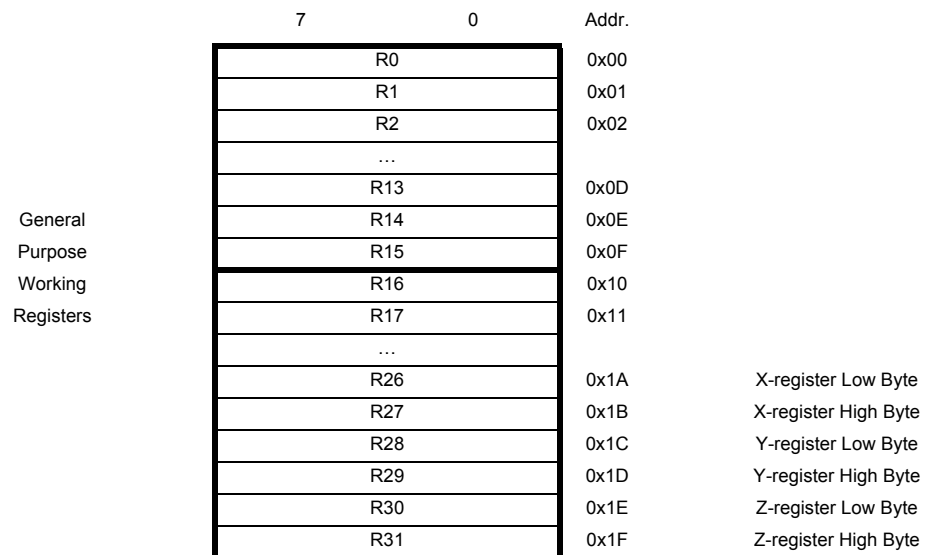 7 0 Addr.
R0 0x00
R1 0x01
R2 0x02
…
R13 0x0D
General R14 0x0E
Purpose R15 0x0F
Working R16 0x10
Registers R17 0x11
…
R26 0x1A X-register Low Byte
R27 0x1B X-register High Byte
R28 0x1C Y-register Low Byte
R29 0x1D Y-register High Byte
R30 0x1E Z-register Low Byte
R31 0x1F Z-register High Byte